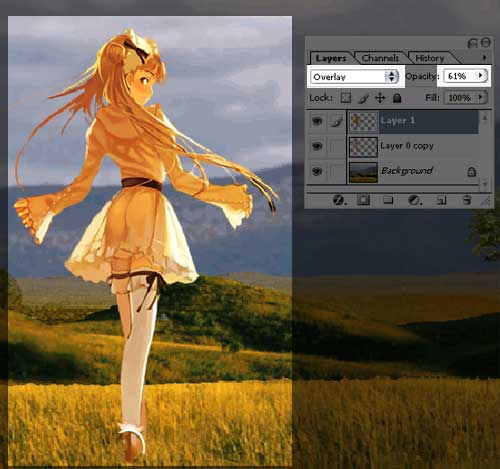 Layers Channels History
Overlay Opacity: 61%
Lock: Fill: 100%
Layer 1
Layer 0 copy
Background